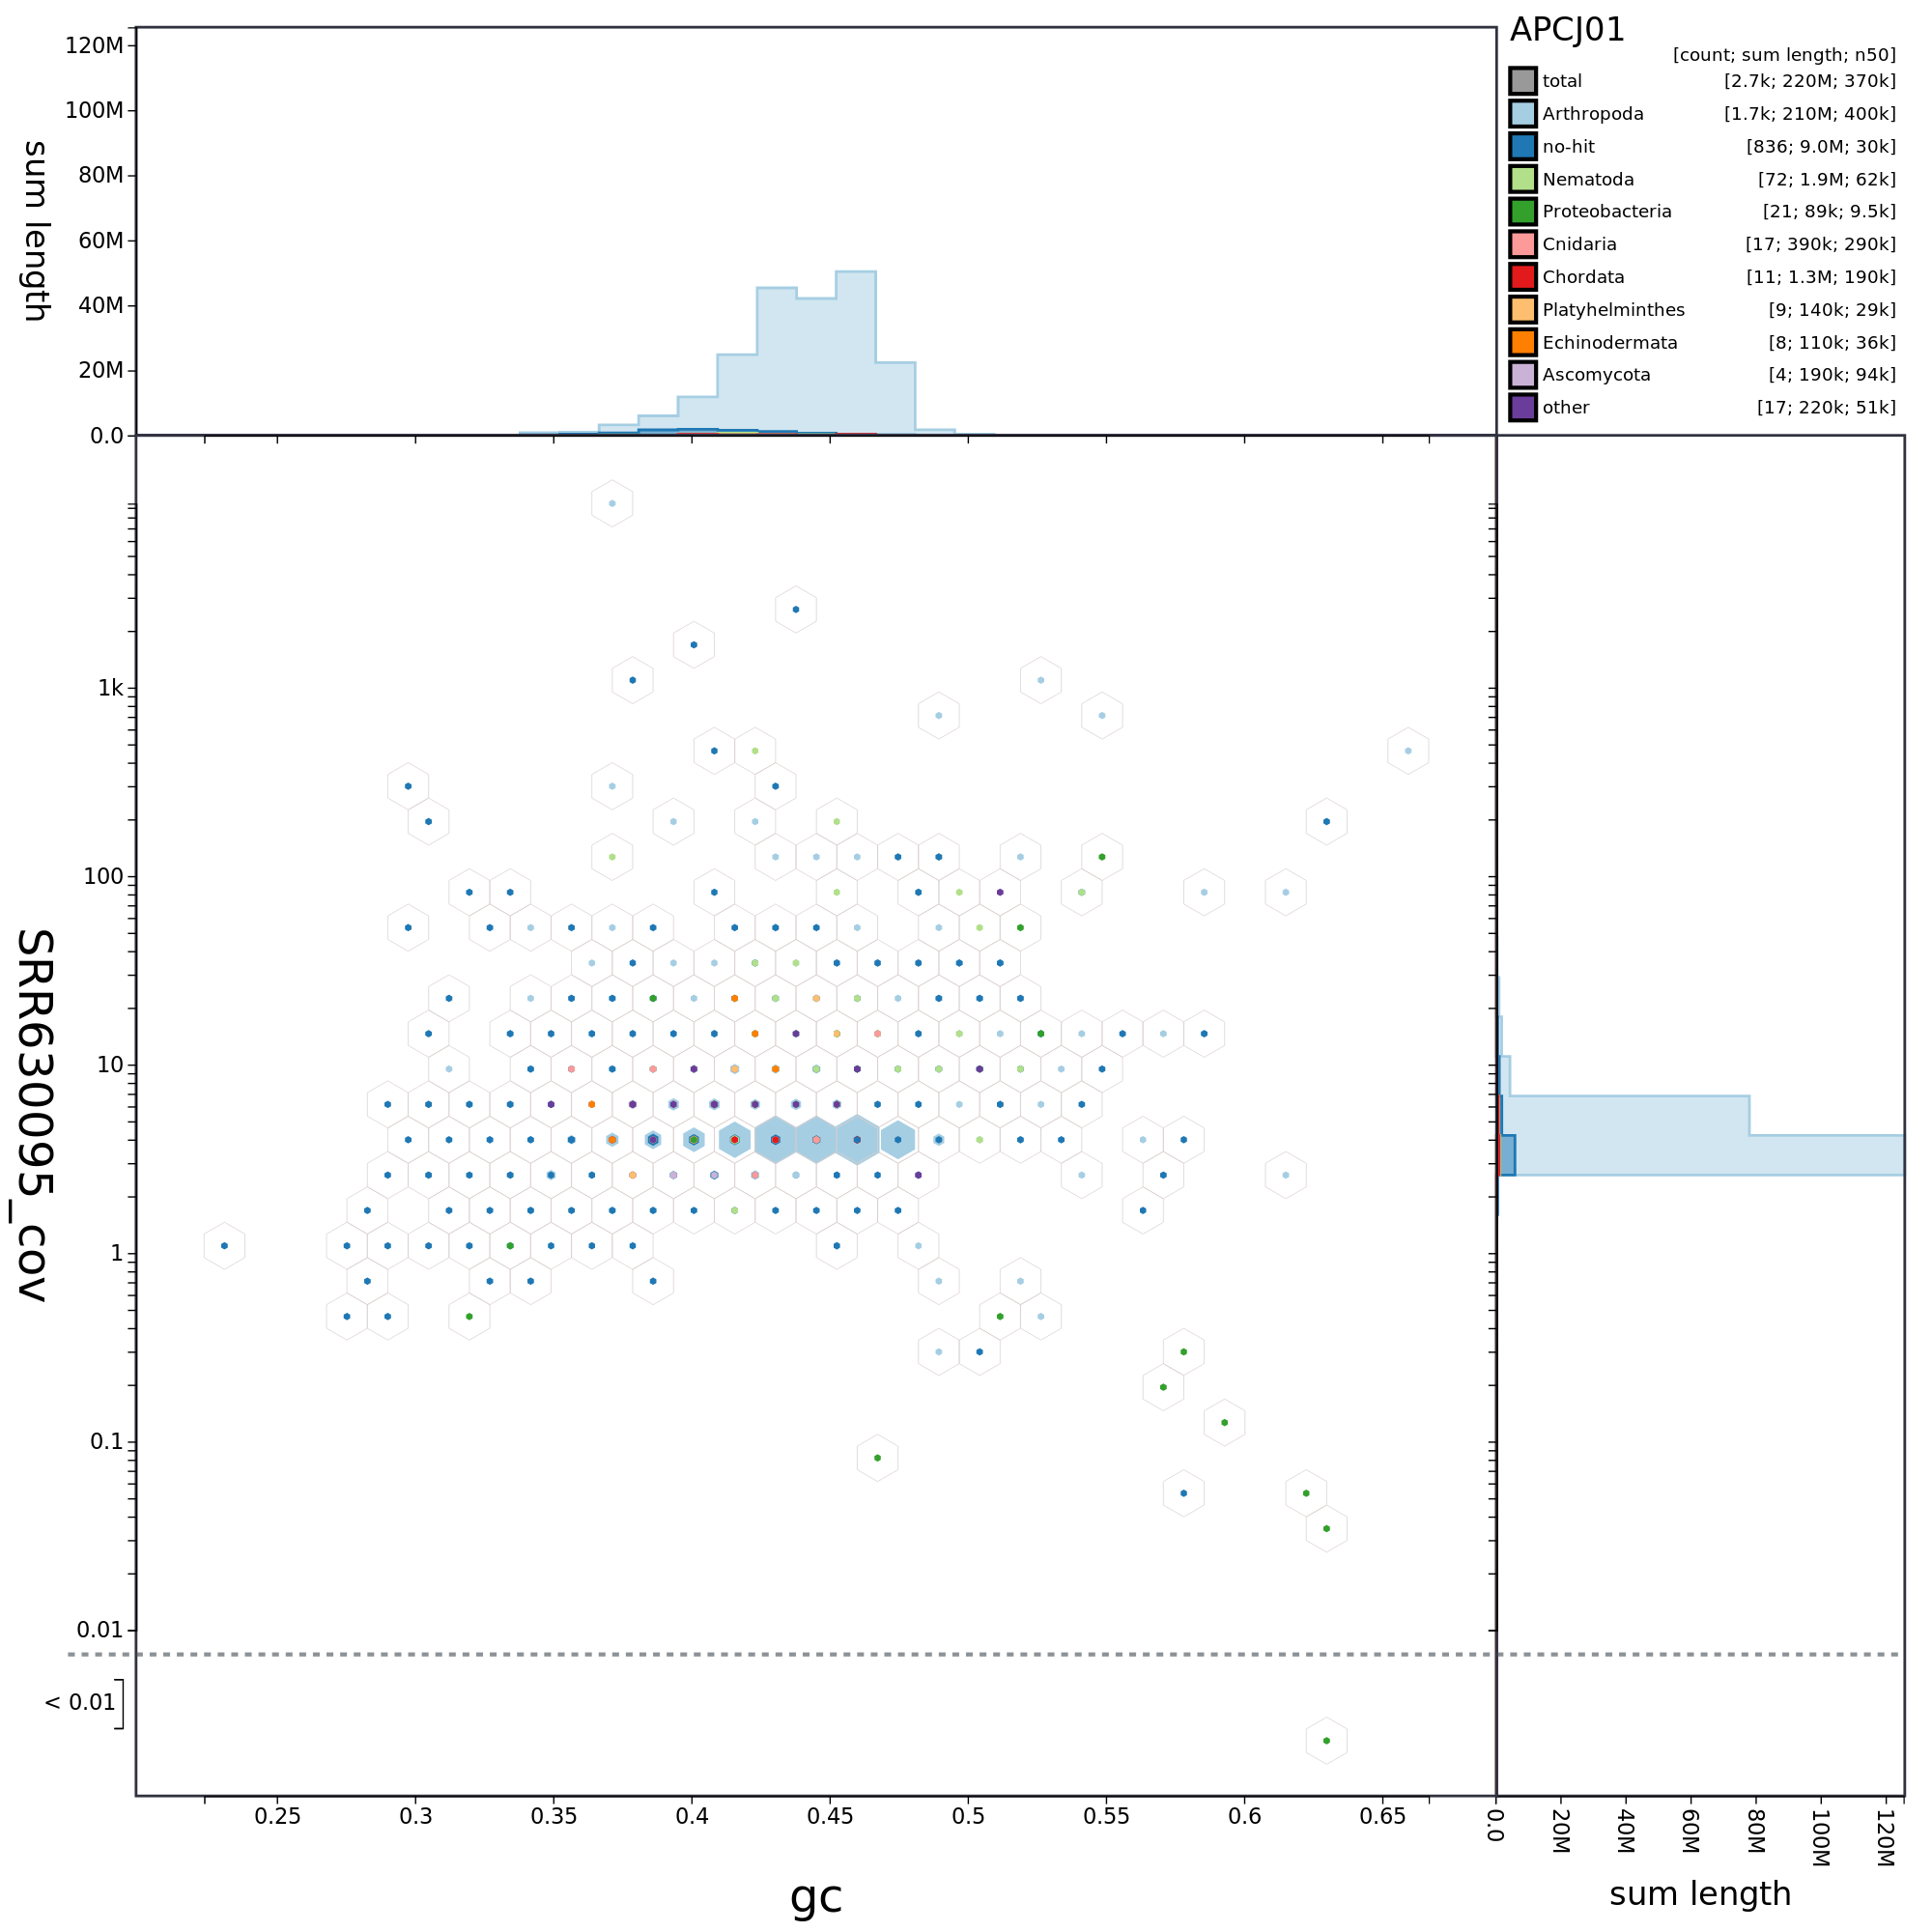 APCJ01
[count; sum length; n50]
total [2.7k; 220M; 370k]
Arthropoda [1.7k; 210M; 400k]
no-hit [836; 9.0M; 30k]
Nematoda [72; 1.9M; 62k]
Proteobacteria [21; 89k; 9.5k]
Cnidaria [17; 390k; 290k]
Chordata [11; 1.3M; 190k]
Platyhelminthes [9; 140k; 29k]
Echinodermata [8; 110k; 36k]
Ascomycota [4; 190k; 94k]
other [17; 220k; 51k]
120M
100M
80M
60M
40M
20M
0.0
sum length
1k
100
10
1
0.1
0.01
< 0.01
SRR630095_cov
0.25 0.3 0.35 0.4 0.45 0.5 0.55 0.6 0.65
gc
0.0 20M 40M 60M 80M 100M 120M
sum length